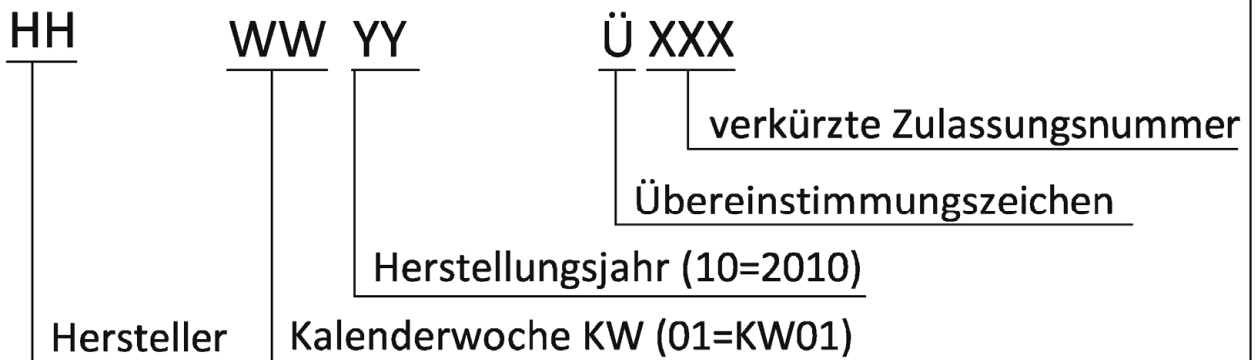 HH WW YY Ü XXX
verkürzte Zulassungsnummer
Übereinstimmungszeichen
Herstellungsjahr (10=2010)
Hersteller Kalenderwoche KW (01=KW01)